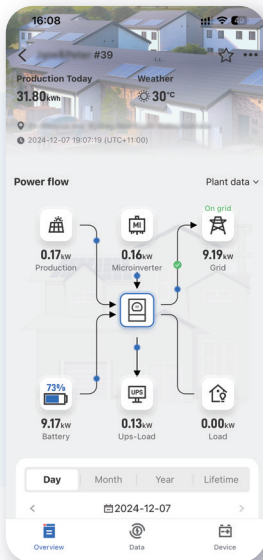 16:08
#39
Production Today
Weather
31.80kWh
30°C
2024-12-07 19:07:19 (UTC+11:00)
Power flow
Plant data
On grid
MI
0.17kW
0.16kW
9.19kW
Production
Microinverter
Grid
73%
UPS
9.17kW
0.13kW
0.00kW
Battery
Ups-Load
Load
Day
Month
Year
Lifetime
< 2024-12-07 >
Overview
Data
Device